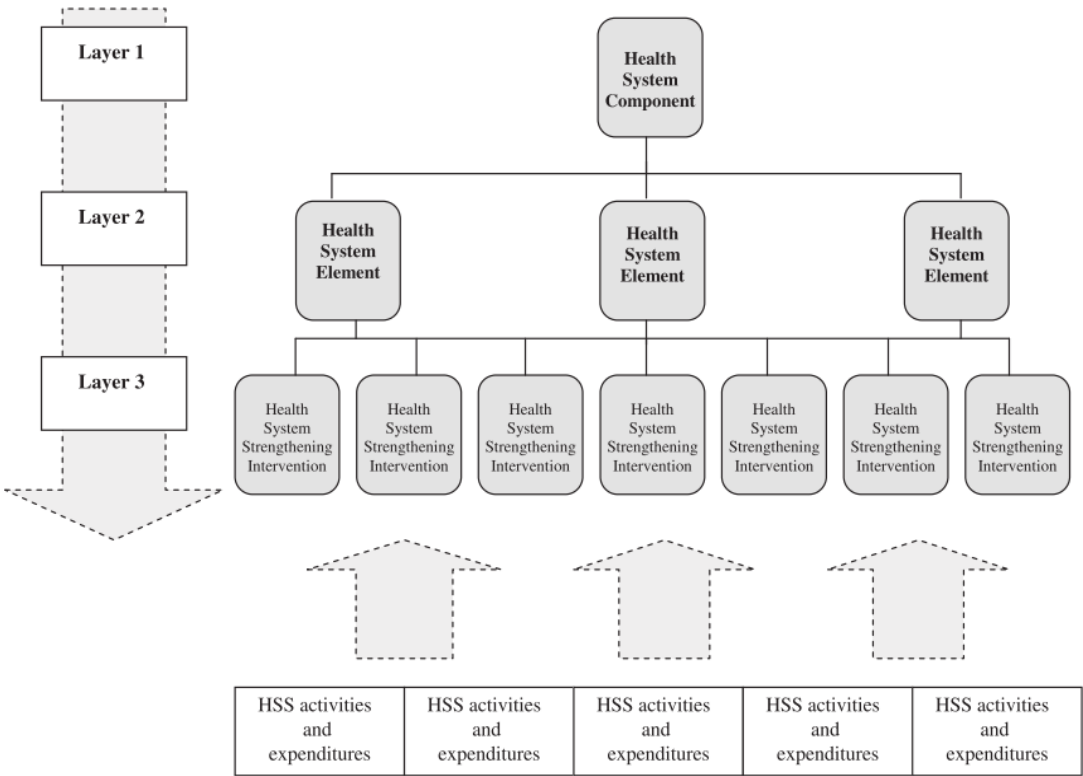 Layer 1
Health
System
Component
Layer 2
Health
System
Element
Health
System
Element
Health
System
Element
Layer 3
Health
System
Strengthening
Intervention
Health
System
Strengthening
Intervention
Health
System
Strengthening
Intervention
Health
System
Strengthening
Intervention
Health
System
Strengthening
Intervention
Health
System
Strengthening
Intervention
Health
System
Strengthening
Intervention
HSS activities
and
expenditures
HSS activities
and
expenditures
HSS activities
and
expenditures
HSS activities
and
expenditures
HSS activities
and
expenditures